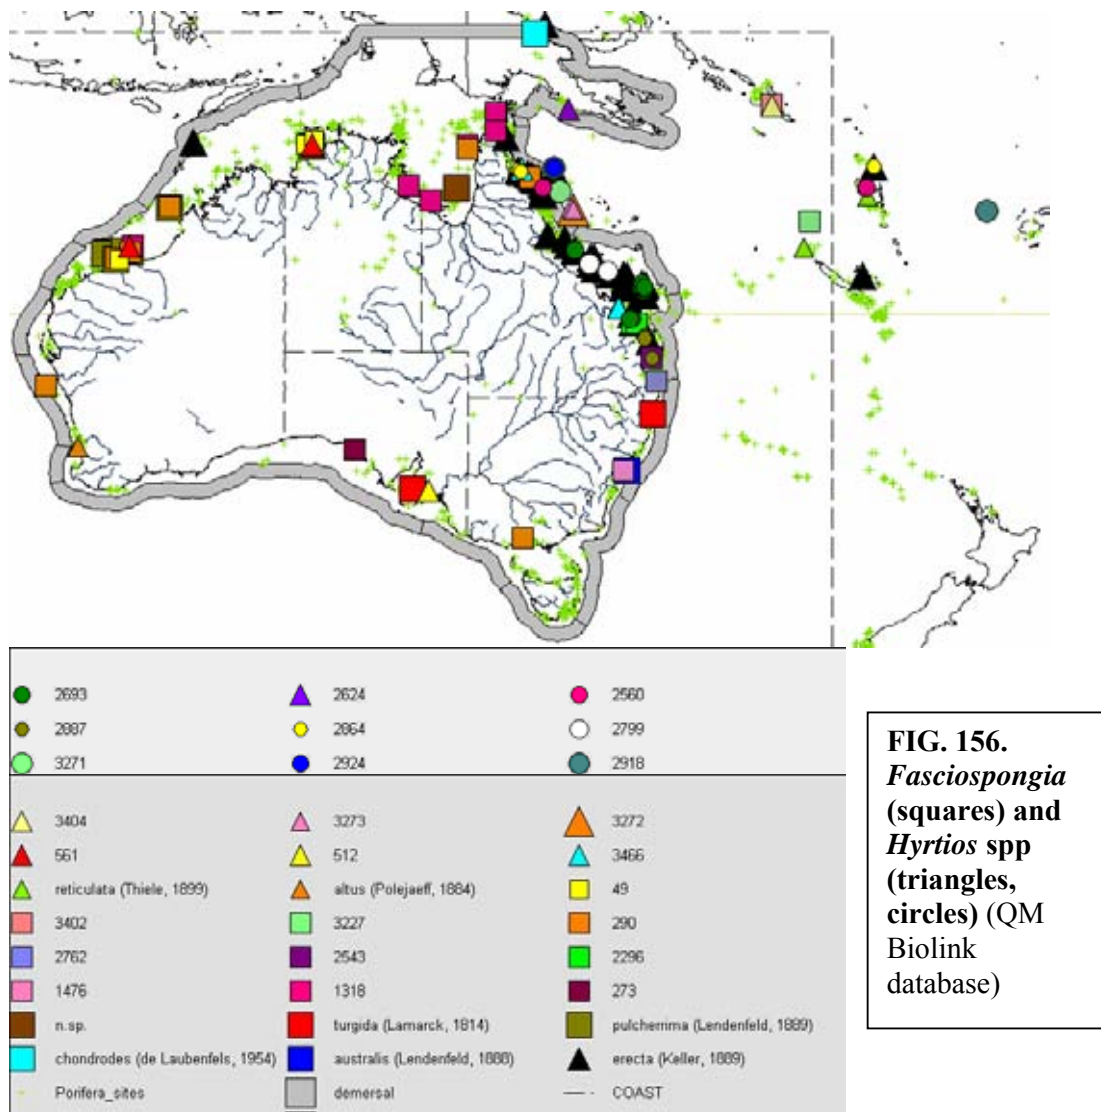 2693 2624 2560
2887 2864 2799
3271 2924 2918
3404 3273 3272
561 512 3466
reticulata (Thiele, 1899) altus (Polejaeff, 1884) 49
3402 3227 290
2762 2543 2296
1476 1318 273
n.sp. turgida (Lamarck, 1814) pulcherrima (Lendenfeld, 1889)
chondrodes (de Laubenfels, 1954) australis (Lendenfeld, 1888) erecta (Keller, 1889)
Porifera_sites demersal COAST
FIG. 156.
Fasciospongia
(squares) and
Hyrtios spp
(triangles,
circles) (QM
Biolink
database)